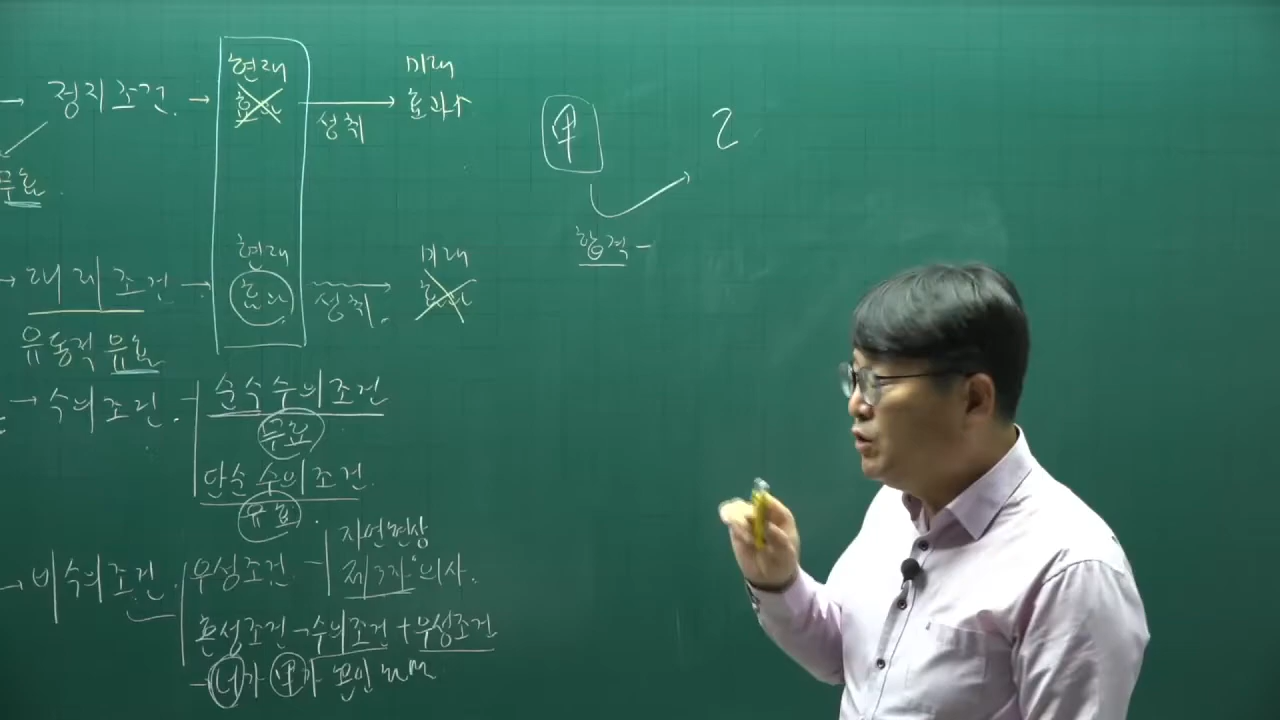 → 정지조건 → 현재 효과 → 성취 미래 효과
무효
→ 해제조건 → 현재 효과 → 성취 미래 효과
유동적 유효
→ 수의조건 순수수의조건
무효
단순 수의조건
유효
→ 비수의조건 우성조건 자연현상
제3자 의사
혼성조건 → 수의조건 + 우성조건
→ 너가 甲가 혼인
甲 乙
합격 -